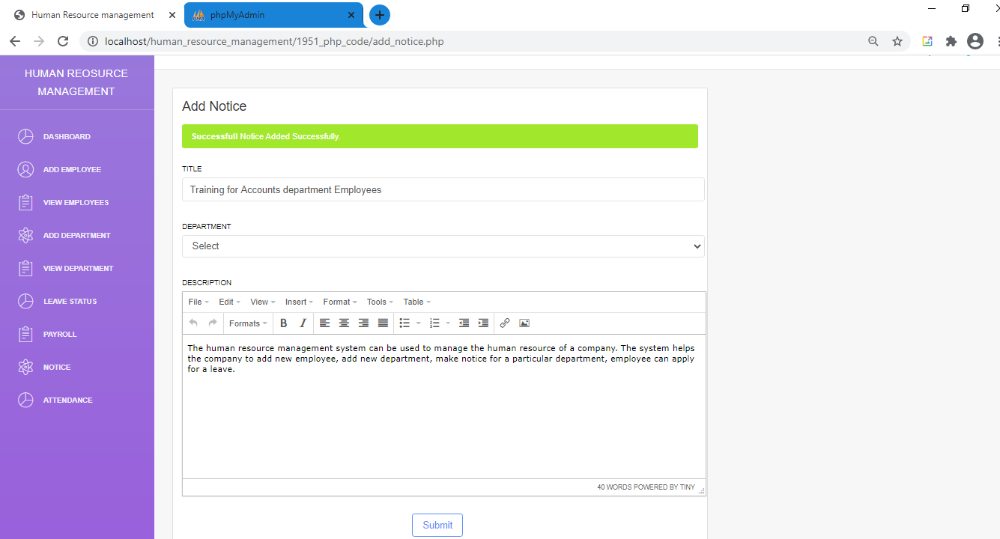 Human Resource management
phpMyAdmin
localhost/human_resource_management/1951_php_code/add_notice.php
HUMAN REOSURCE
MANAGEMENT
DASHBOARD
ADD EMPLOYEE
VIEW EMPLOYEES
ADD DEPARTMENT
VIEW DEPARTMENT
LEAVE STATUS
PAYROLL
NOTICE
ATTENDANCE
Add Notice
Successfull Notice Added Successfully.
TITLE
Training for Accounts department Employees
DEPARTMENT
Select
DESCRIPTION
File Edit View Insert Format Tools Table
Formats B I
The human resource management system can be used to manage the human resource of a company. The system helps
the company to add new employee, add new department, make notice for a particular department, employee can apply
for a leave.
40 WORDS POWERED BY TINY
Submit